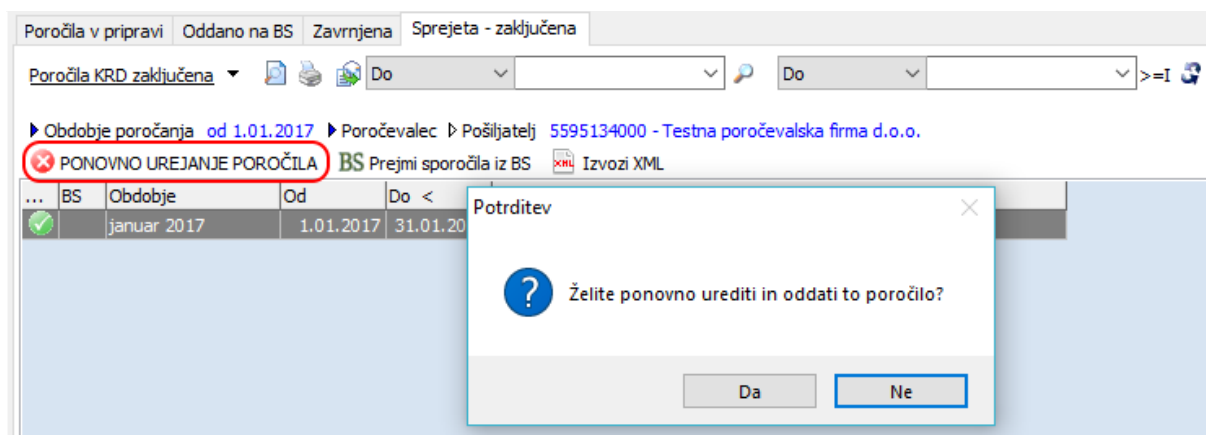 Poročila v pripravi Oddano na BS Zavrnjena Sprejeta - zaključena
Poročila KRD zaključena Do Do >=I
Obdobje poročanja od 1.01.2017 Poročevalec Pošiljatelj 5595134000 - Testna poročevalska firma d.o.o.
PONOVNO UREJANJE POROČILA BS Prejmi sporočila iz BS XML Izvozi XML
... BS Obdobje Od Do <
januar 2017 1.01.2017 31.01.20
Potrditev
Želite ponovno urediti in oddati to poročilo?
Da Ne